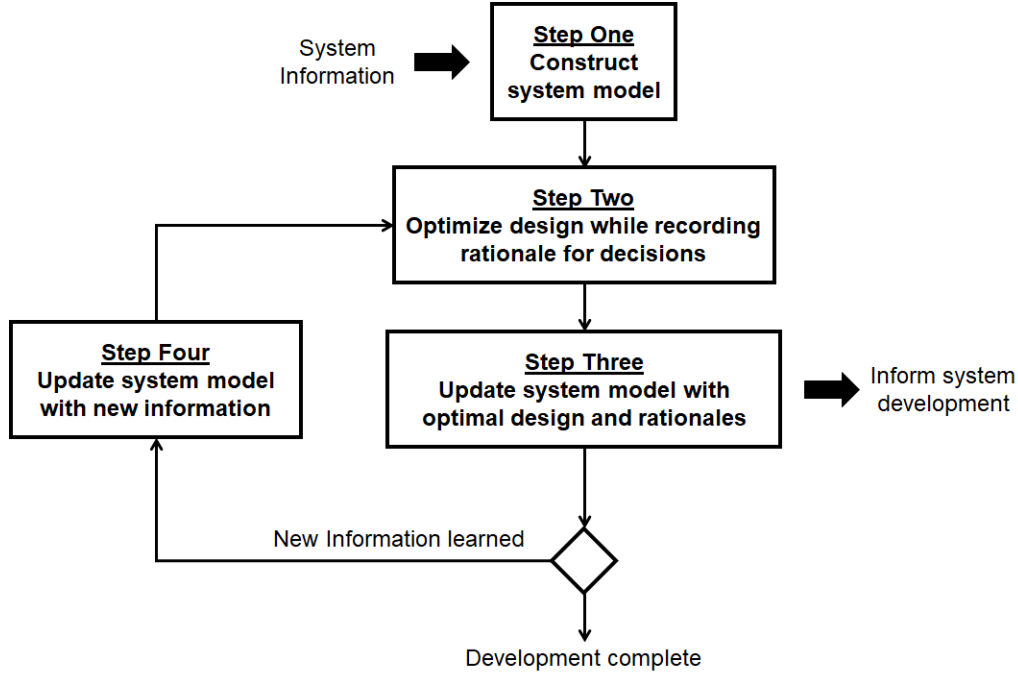 System
Information
Step One
Construct
system model
Step Two
Optimize design while recording
rationale for decisions
Step Four
Update system model
with new information
Step Three
Update system model with
optimal design and rationales
Inform system
development
New Information learned
Development complete